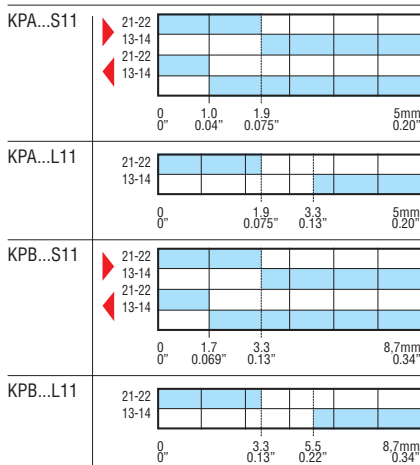 KPA...S11
21-22
13-14
21-22
13-14
0 1.0 1.9 5mm
0” 0.04” 0.075” 0.20”
KPA...L11
21-22
13-14
0 1.9 3.3 5mm
0” 0.075” 0.13” 0.20”
KPB...S11
21-22
13-14
21-22
13-14
0 1.7 3.3 8,7mm
0” 0.069” 0.13” 0.34”
KPB...L11
21-22
13-14
0 3.3 5.5 8,7mm
0” 0.13” 0.22” 0.34”